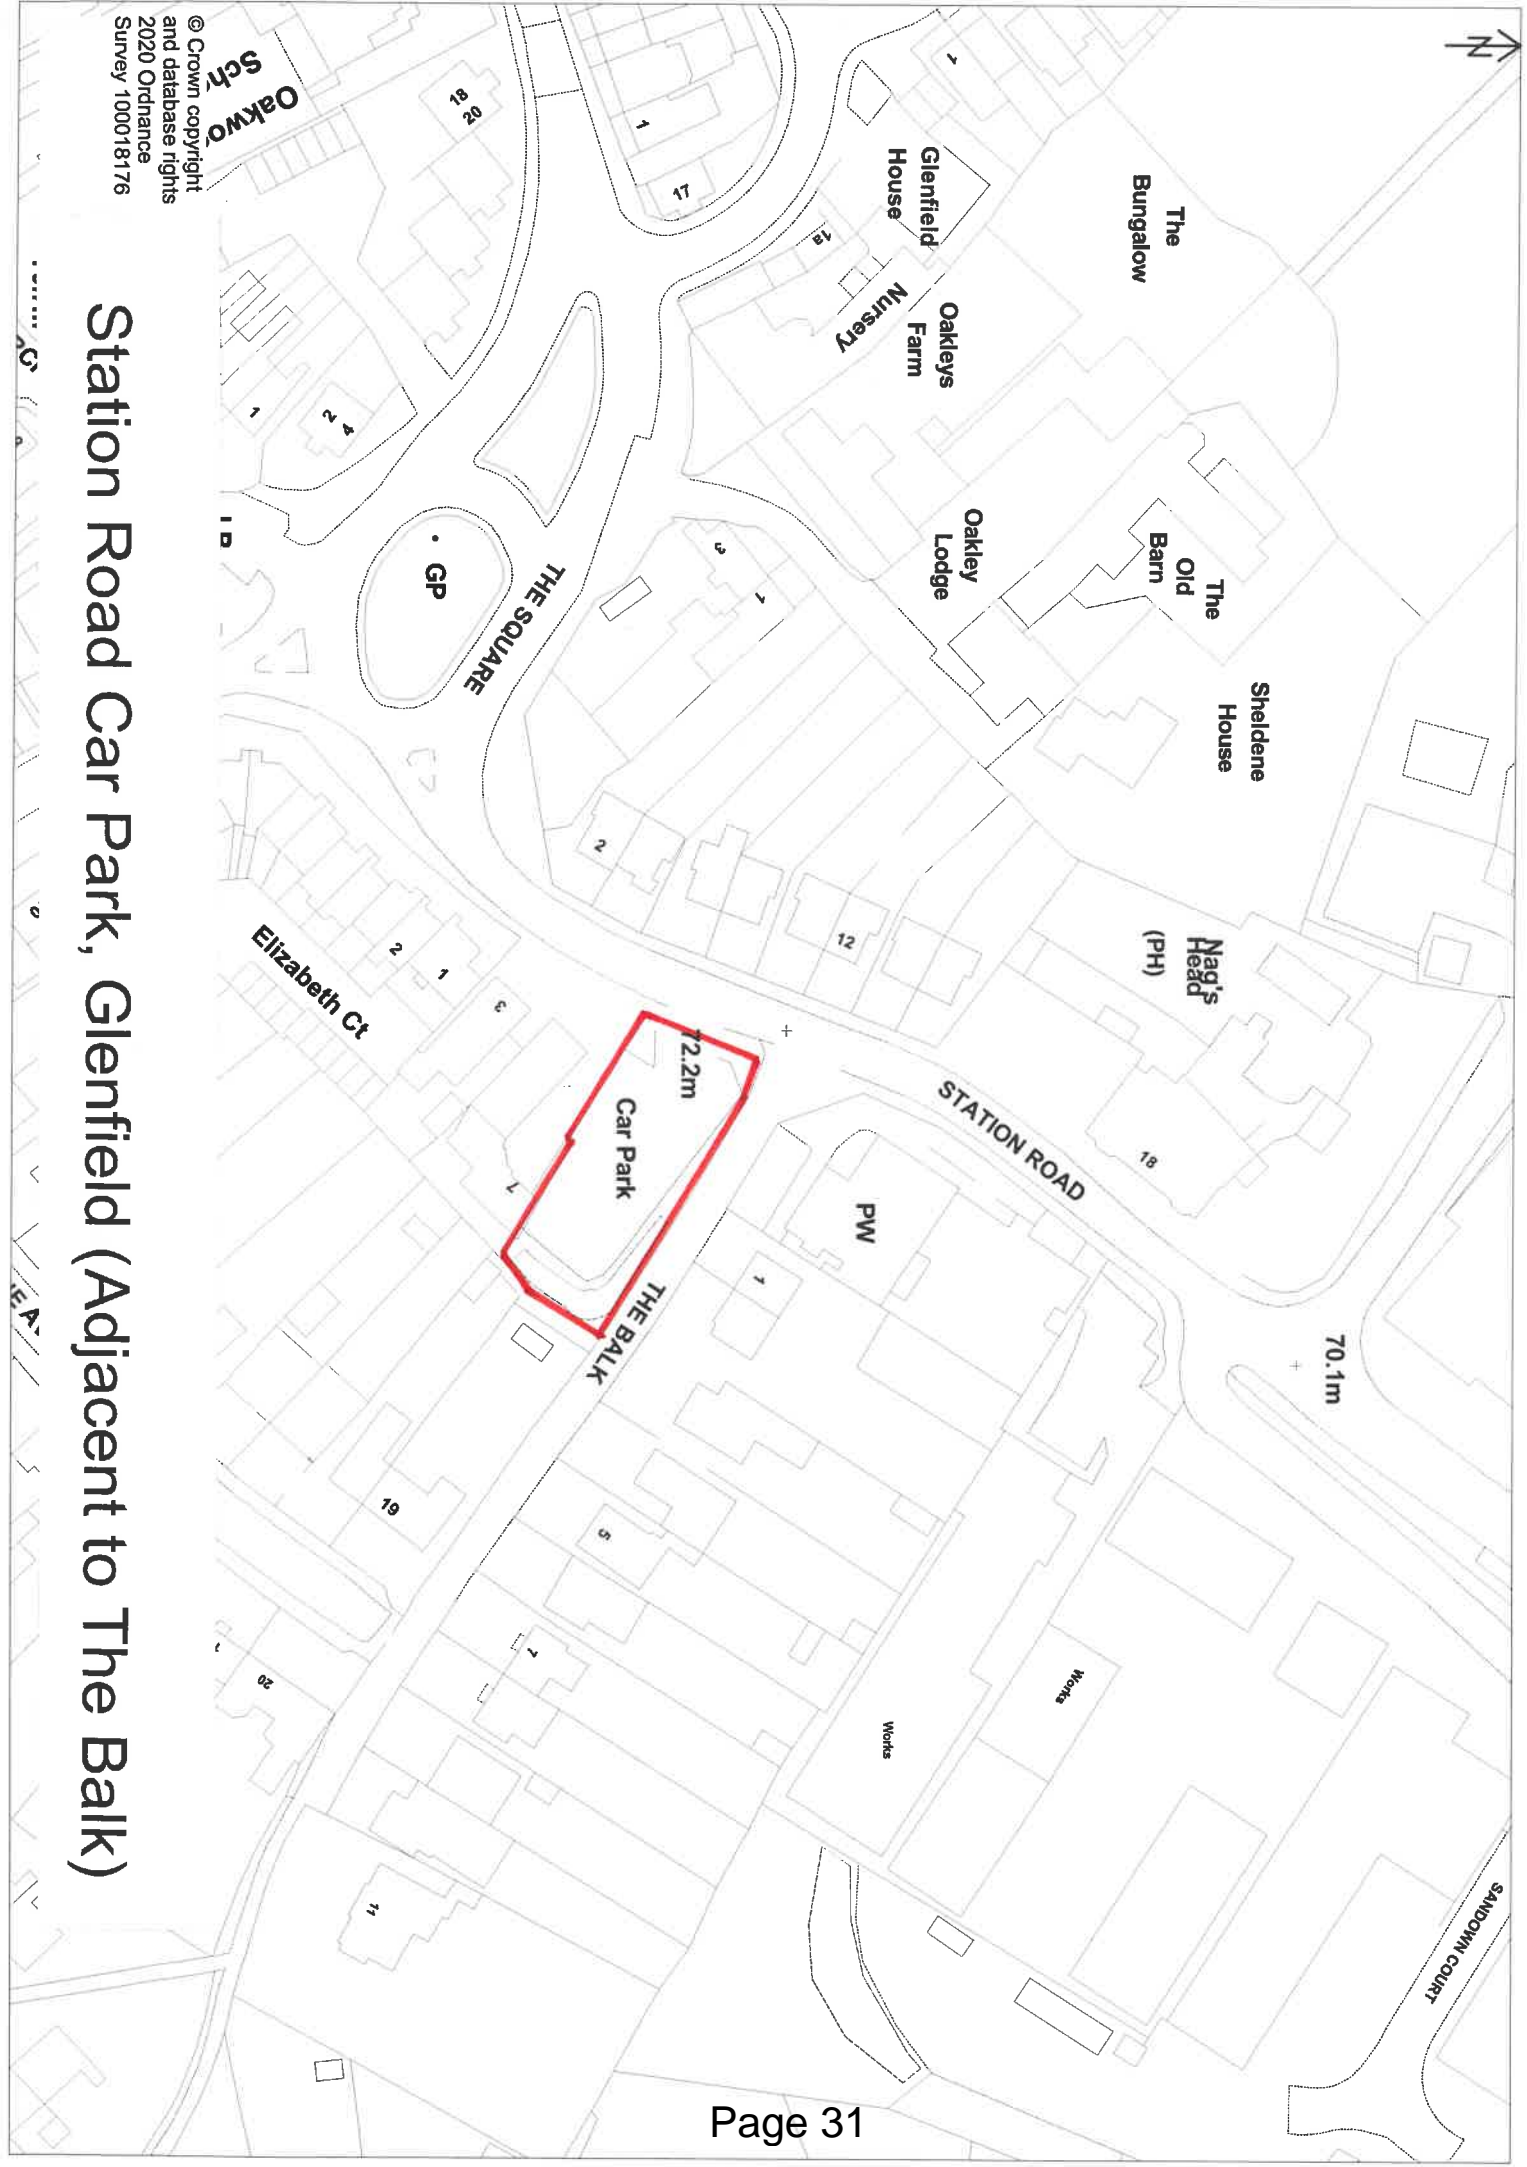 N
The
Bungalow
Glenfield
House
1
1
17
18
20
1a
Nursery
Oakleys
Farm
Oakley
Lodge
The
Old
Barn
Sheldene
House
Nag's
Head
(PH)
3
1
2
4
1
GP
THE SQUARE
2
12
18
STATION ROAD
70.1m
72.2m
Car Park
PW
1
THE BALK
Elizabeth Ct
2
1
3
7
19
5
7
20
11
Works
Works
SANDOWN COURT
© Crown copyright
and database rights
2020 Ordnance
Survey 100018176
Station Road Car Park, Glenfield (Adjacent to The Balk)
Page 31